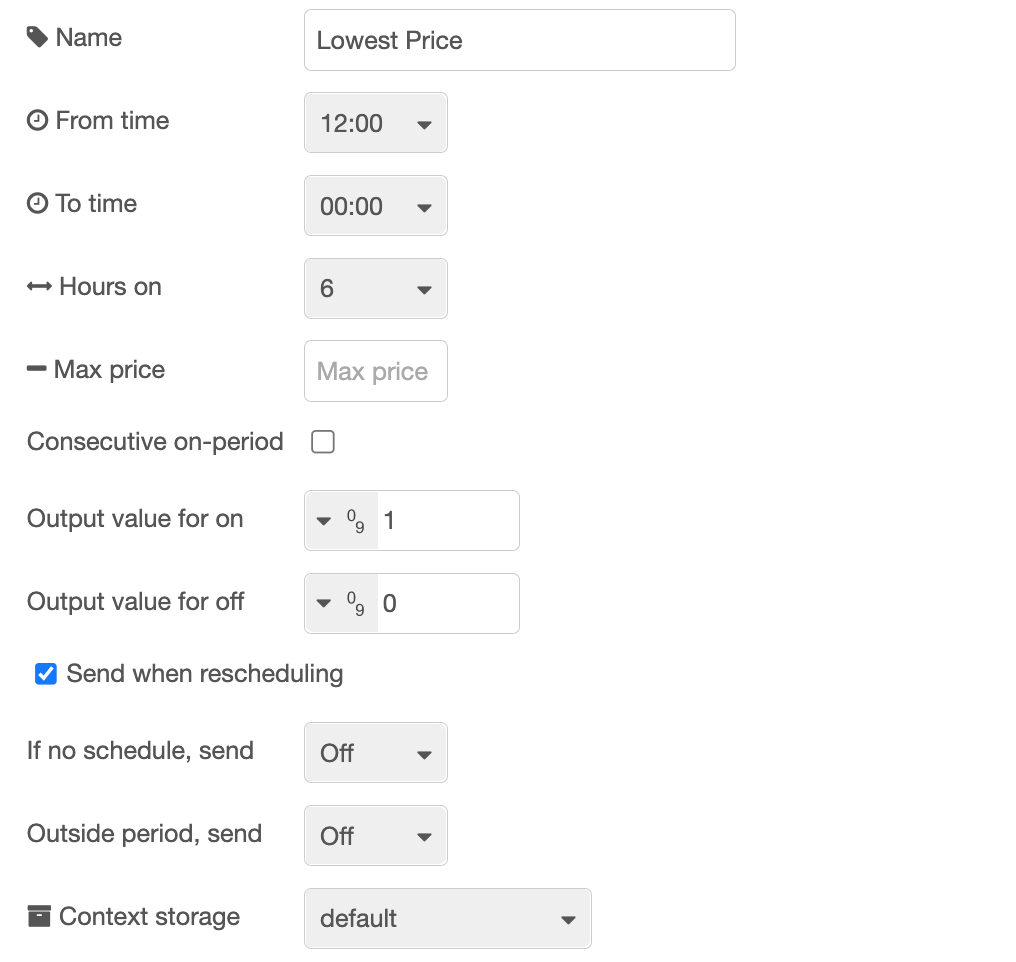 Name Lowest Price
From time 12:00
To time 00:00
Hours on 6
Max price Max price
Consecutive on-period
Output value for on 09 1
Output value for off 09 0
Send when rescheduling
If no schedule, send Off
Outside period, send Off
Context storage default